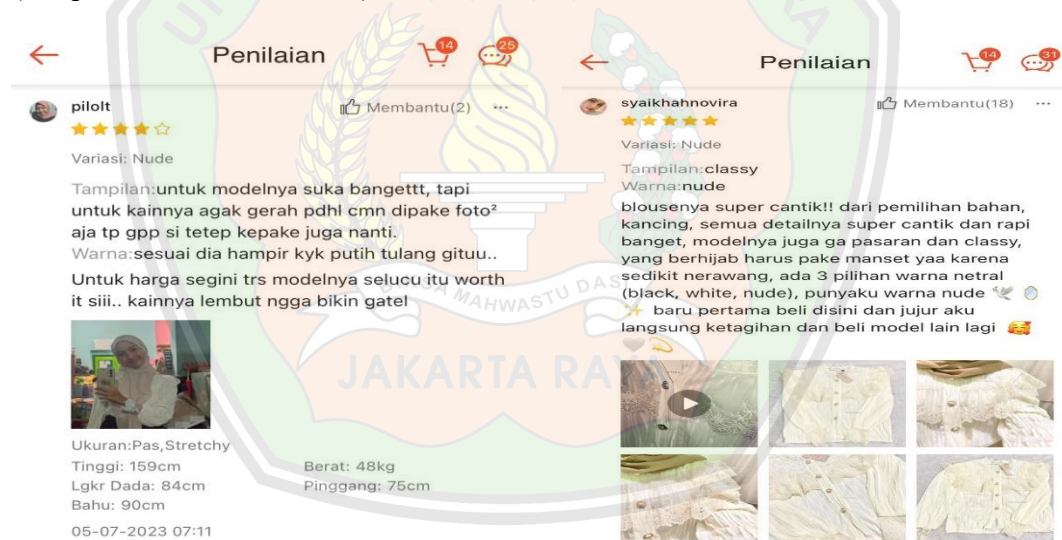 Penilaian
14
25
pilolt
Membantu(2)
Variasi: Nude
Tampilan:untuk modelnya suka bangettt, tapi
untuk kainnya agak gerah pdhl cmn dipake foto²
aja tp gpp si tetep kepake juga nanti.
Warna:sesuai dia hampir kyk putih tulang gituu..
Untuk harga segini trs modelnya selucu itu worth
it siii.. kainnya lembut ngga bikin gatel
Ukuran:Pas,Stretchy
Tinggi: 159cm
Berat: 48kg
Lgkr Dada: 84cm
Pinggang: 75cm
Bahu: 90cm
05-07-2023 07:11
Penilaian
14
31
syaikhahnovira
Membantu(18)
Variasi: Nude
Tampilan:classy
Warna:nude
blousenya super cantik!! dari pemilihan bahan,
kancing, semua detailnya super cantik dan rapi
banget, modelnya juga ga pasaran dan classy,
yang berhijab harus pake manset yaa karena
sedikit nerawang, ada 3 pilihan warna netral
(black, white, nude), punyaku warna nude 🕊️ 🪞
✨ baru pertama beli disini dan jujur aku
langsung ketagihan dan beli model lain lagi 🥰
🤎 💫
JAKARTA RAYA